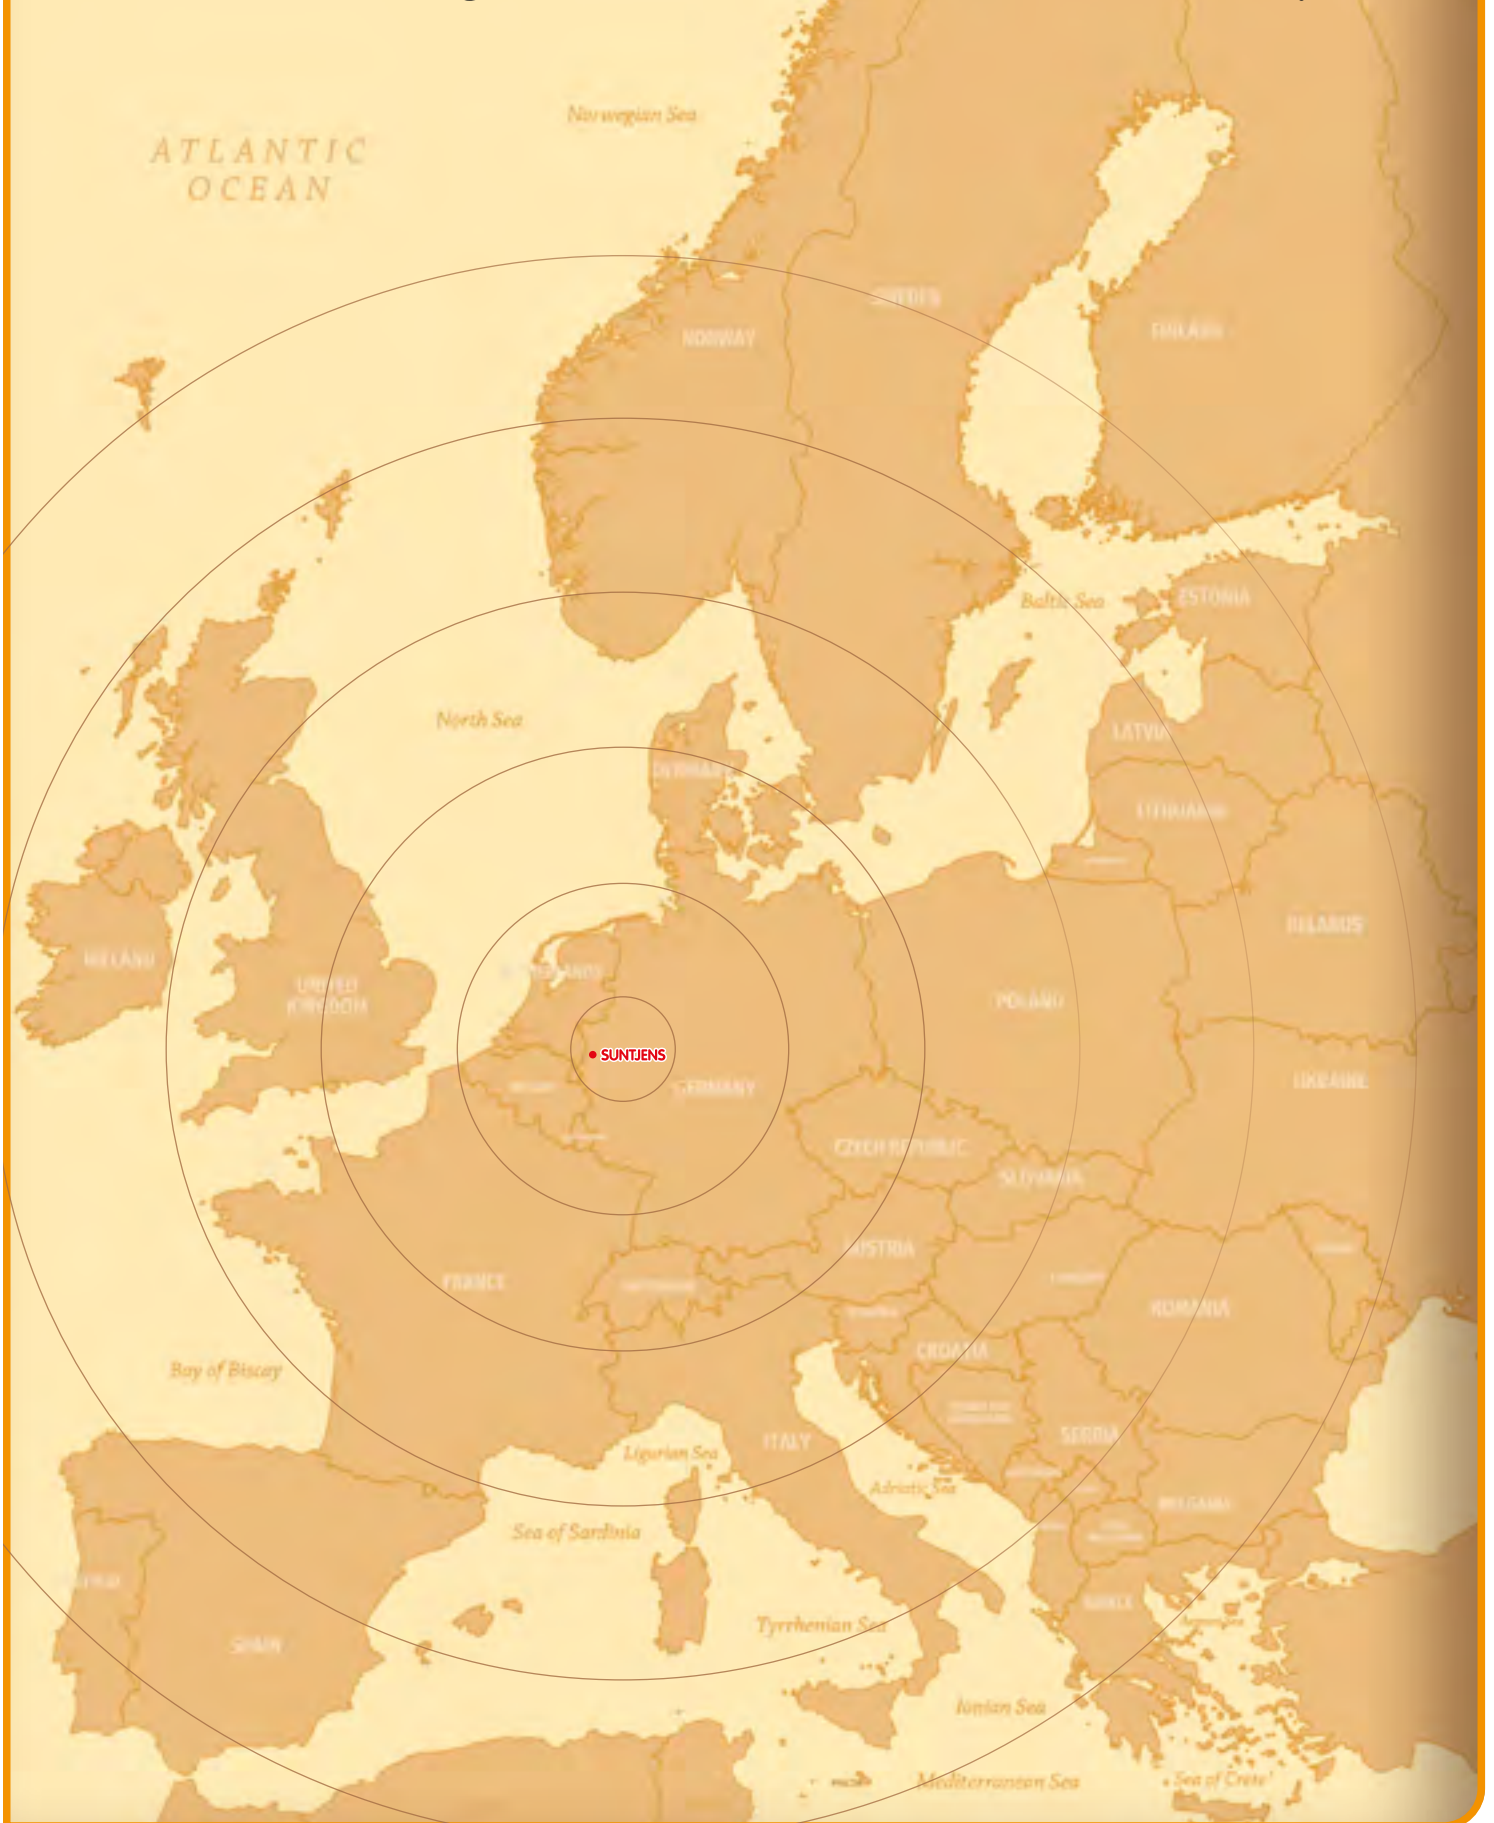 Norwegian Sea
ATLANTIC
OCEAN
SWEDEN
NORWAY
FINLAND
Baltic Sea
ESTONIA
North Sea
LATVIA
DENMARK
LITHUANIA
BELARUS
IRELAND
NETHERLANDS
UNITED
KINGDOM
POLAND
SUNTJENS
UKRAINE
GERMANY
CZECH REPUBLIC
SLOVAKIA
AUSTRIA
FRANCE
ROMANIA
CROATIA
Bay of Biscay
SERBIA
ITALY
Ligurian Sea
Adriatic Sea
BULGARIA
Sea of Sardinia
GREECE
Tyrrhenian Sea
SPAIN
Ionian Sea
Mediterranean Sea
Sea of Crete